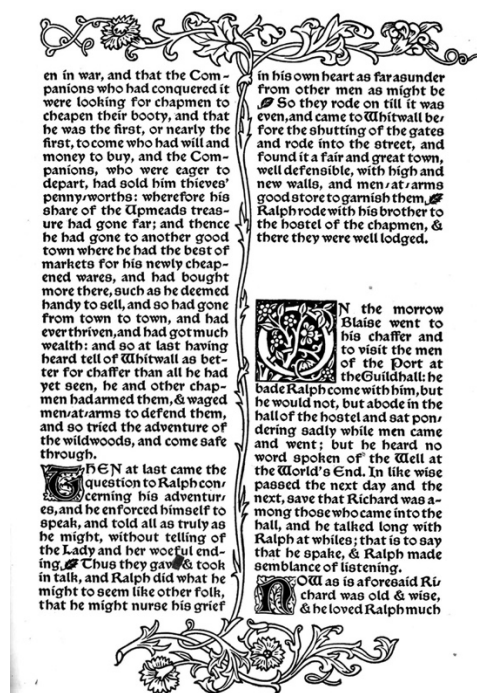 en in war, and that the Com-
panions who had conquered it
were looking for chapmen to
cheapen their booty, and that
he was the first, or nearly the
first, to come who had will and
money to buy, and the Com-
panions, who were eager to
depart, had sold him thieves'
penny-worths: wherefore his
share of the Upmeads treas-
ure had gone far; and thence
he had gone to another good
town where he had the best of
markets for his newly cheap-
ened wares, and had bought
more there, such as he deemed
handy to sell, and so had gone
from town to town, and had
ever thriven, and had got much
wealth: and so at last having
heard tell of Whitwall as bet-
ter for chaffer than all he had
yet seen, he and other chap-
men had armed them, & waged
men-at-arms to defend them,
and so tried the adventure of
the wildwoods, and come safe
through.
THEN at last came the
question to Ralph con-
cerning his adventur-
es, and he enforced himself to
speak, and told all as truly as
he might, without telling of
the Lady and her woeful end-
ing. Thus they gave & took
in talk, and Ralph did what he
might to seem like other folk,
that he might nurse his grief
in his own heart as far asunder
from other men as might be
So they rode on till it was
even, and came to Whitwall be-
fore the shutting of the gates
and rode into the street, and
found it a fair and great town,
well defensible, with high and
new walls, and men-at-arms
good store to garnish them.
Ralph rode with his brother to
the hostel of the chapmen, &
there they were well lodged.
ON the morrow
Blaise went to
his chaffer and
to visit the men
of the Port at
the Guildhall: he
bade Ralph come with him, but
he would not, but abode in the
hall of the hostel and sat pon-
dering sadly while men came
and went; but he heard no
word spoken of the Well at
the World's End. In like wise
passed the next day and the
next, save that Richard was a-
mong those who came into the
hall, and he talked long with
Ralph at whiles; that is to say
that he spake, & Ralph made
semblance of listening.
NOW as is aforesaid Ri-
chard was old & wise,
& he loved Ralph much